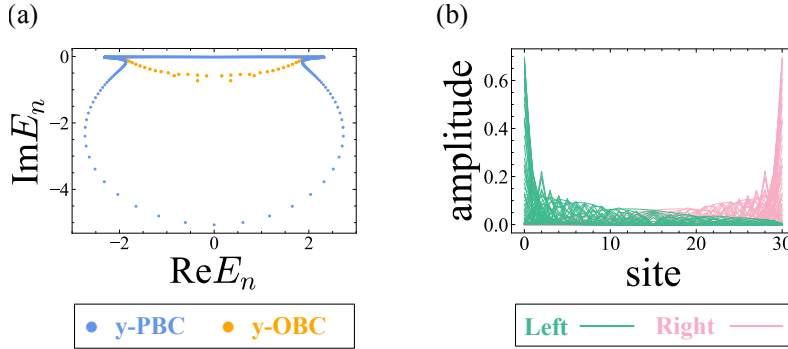 (a)
ImE_n
0
−2
−4
−2
0
2
ReE_n
y-PBC
y-OBC
(b)
amplitude
0.6
0.4
0.2
0.0
0
10
20
30
site
Left
Right